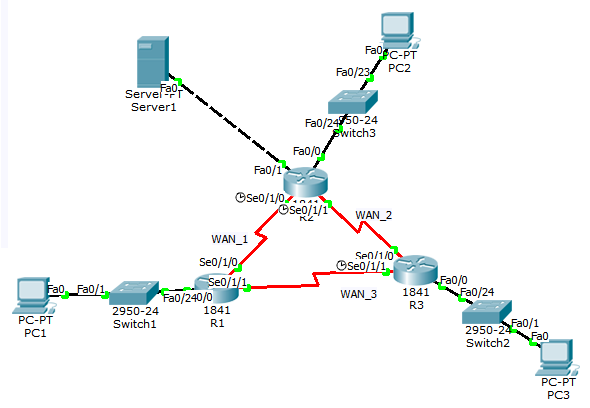 Fa0
PC-PT
PC2
Fa0/23
Fa0
Server-PT
Server1
Fa0/24
950-24
Switch3
Fa0/0
Fa0/1
Se0/1/0
1841
R2
Se0/1/1
WAN_2
WAN_1
Se0/1/0
Se0/1/0
Se0/1/1
Se0/1/1
Fa0/0
Fa0
Fa0/1
Fa0/24
0/0
WAN_3
1841
R3
Fa0/24
PC-PT
PC1
2950-24
Switch1
1841
R1
2950-24
Switch2
Fa0/1
Fa0
PC-PT
PC3